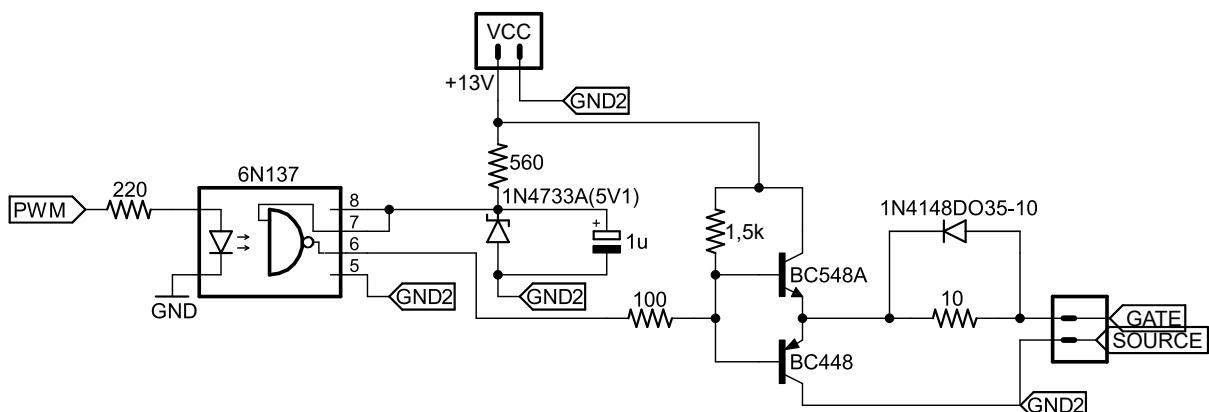 VCC
+13V
GND2
560
6N137
1N4733A(5V1)
PWM
220
8
7
6
5
+
1u
GND2
GND2
GND
1N4148DO35-10
1,5k
BC548A
100
10
GATE
SOURCE
BC448
GND2